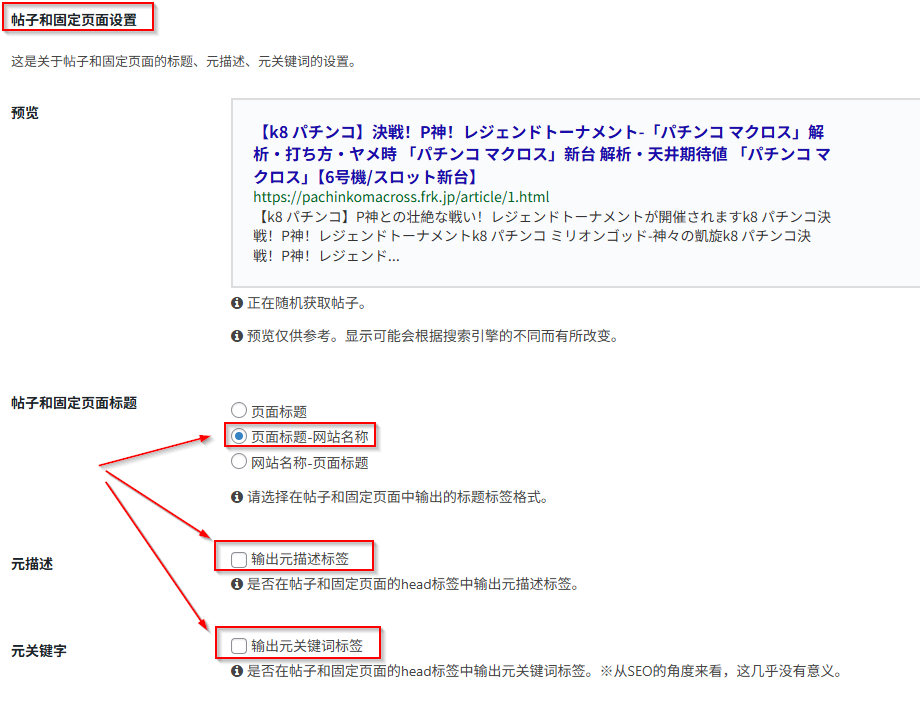 帖子和固定页面设置
这是关于帖子和固定页面的标题、元描述、元关键词的设置。
预览
【k8 パチンコ】決戦！P神！レジェンドトーナメント-「パチンコ マクロス」解
析・打ち方・ヤメ時 「パチンコ マクロス」新台 解析・天井期待値 「パチンコ マ
クロス」【6号機/スロット新台】
https://pachinkomacross.frk.jp/article/1.html
【k8 パチンコ】P神との壮絶な戦い！レジェンドトーナメントが開催されますk8 パチンコ決
戦！P神！レジェンドトーナメントk8 パチンコ ミリオンゴッド-神々の凱旋k8 パチンコ決
戦！P神！レジェンド...
正在随机获取帖子。
预览仅供参考。显示可能会根据搜索引擎的不同而有所改变。
帖子和固定页面标题
页面标题
页面标题-网站名称
网站名称-页面标题
请选择在帖子和固定页面中输出的标题标签格式。
元描述
输出元描述标签
是否在帖子和固定页面的head标签中输出元描述标签。
元关键字
输出元关键词标签
是否在帖子和固定页面的head标签中输出元关键词标签。※从SEO的角度来看，这几乎没有意义。